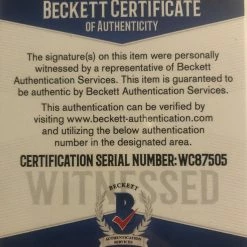 BECKETT CERTIFICATE
OF AUTHENTICITY
The signature(s) on this item were personally
witnessed by a representative of Beckett
Authentication Services. This item is guaranteed to
be authentic by Beckett Authentication Services.
This authentication can be verified by
visiting www.beckett-authentication.com
and utilizing the below authentication
number in the designated area.
CERTIFICATION SERIAL NUMBER: WC87505
WITNESSED
BECKETT
B
AUTHENTICATION
SERVICES